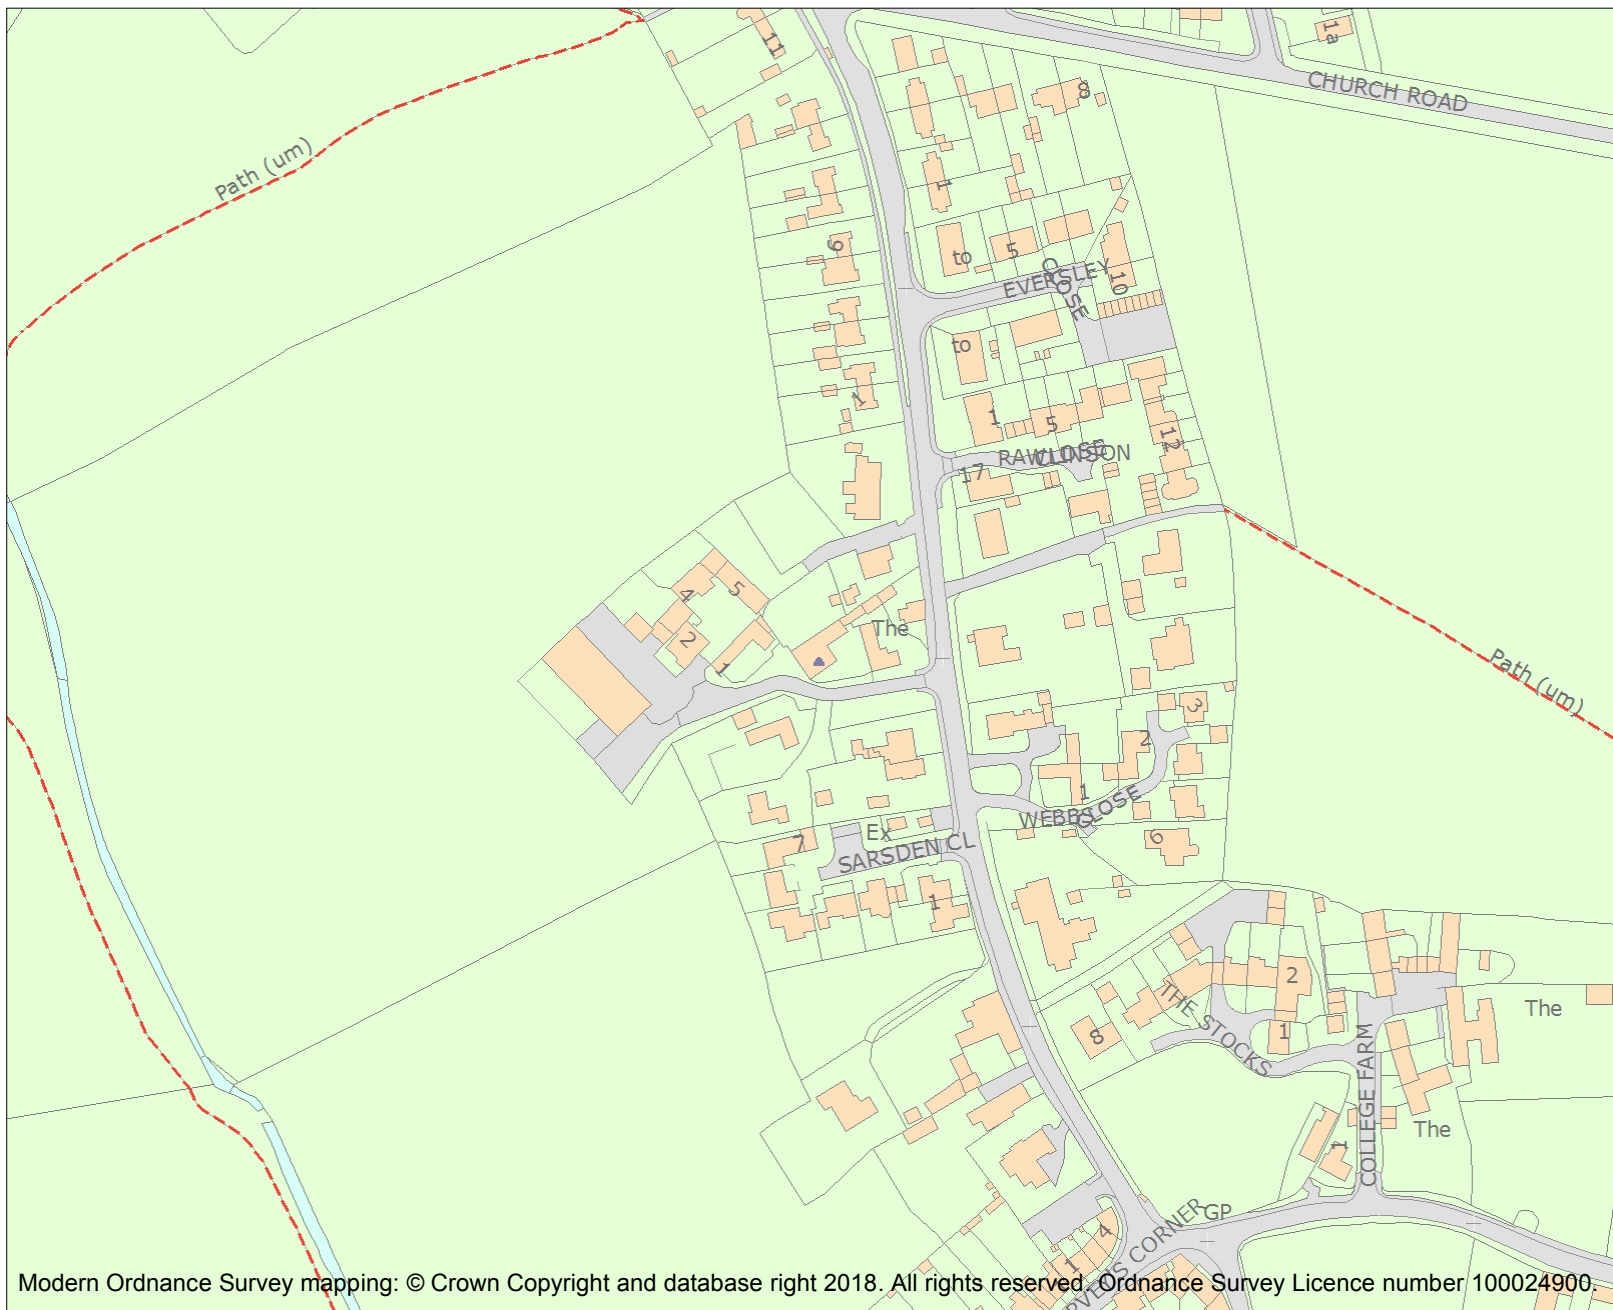 11
1a
CHURCH ROAD
8
Path (um)
1
9
to
5
EVERSLEY
CLOSE
10
to
1
1
5
12
RAWLINSON
CLOSE
17
4
5
2
The
1
Path (um)
3
2
1
WEBBS
CLOSE
7
Ex
SARSDEN CL
6
1
2
THE STOCKS
The
8
1
COLLEGE FARM
The
1
GP
4
1
CORNER
Modern Ordnance Survey mapping: © Crown Copyright and database right 2018. All rights reserved. Ordnance Survey Licence number 100024900.